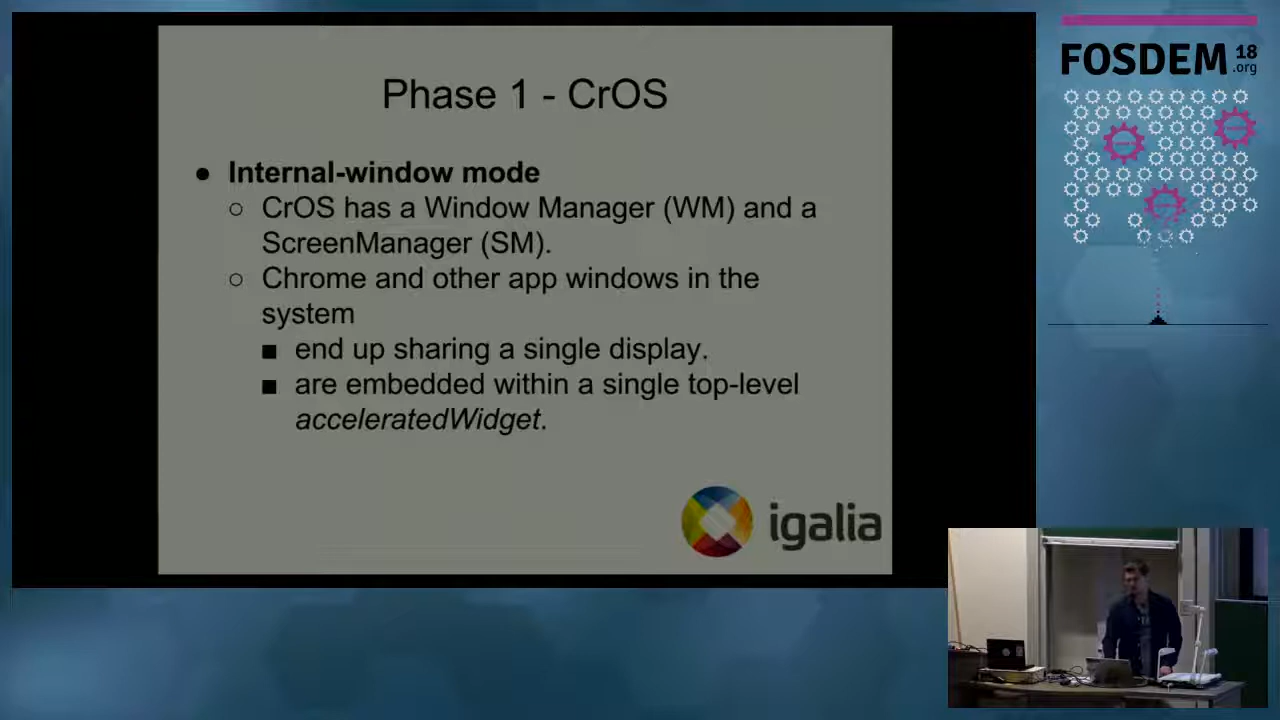 Phase 1 - CrOS
● Internal-window mode
○ CrOS has a Window Manager (WM) and a
ScreenManager (SM).
○ Chrome and other app windows in the
system
■ end up sharing a single display.
■ are embedded within a single top-level
acceleratedWidget.
igalia
FOSDEM 18
.org